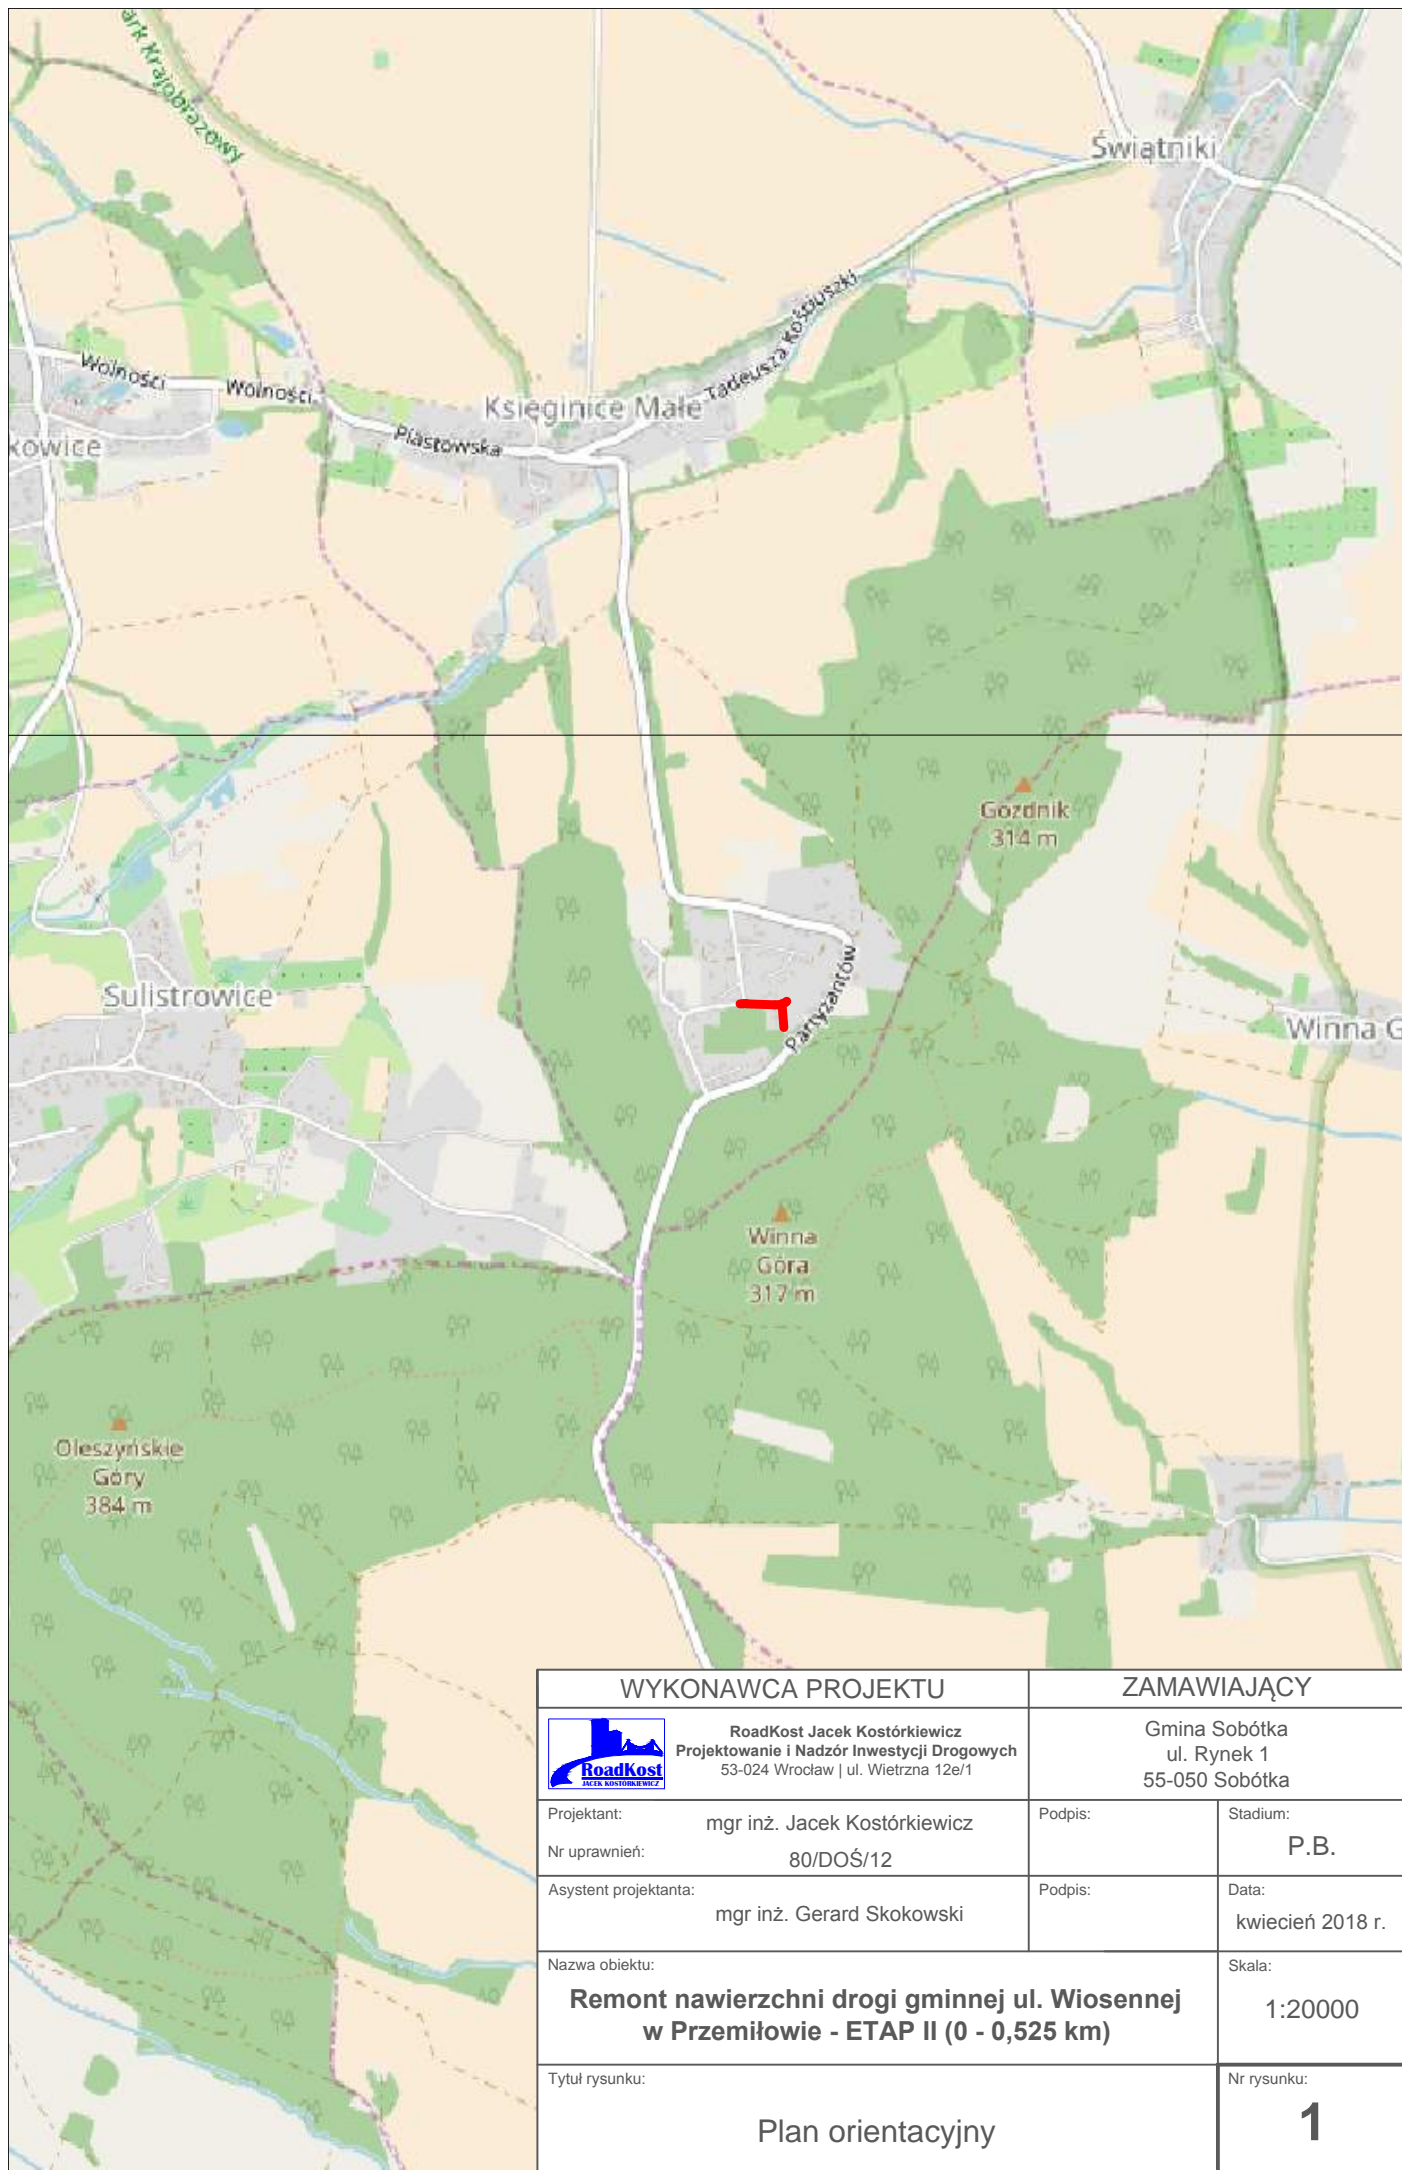 ark Krajobrazowy
Świątniki
Tadeusza Kościuszki
Wolności
Wolności
Księginice Małe
Piastowska
kowice
Gozdnik
314 m
Partyzantów
Sulistrowice
Winna G
Winna
Góra
317 m
Oleszyńskie
Góry
384 m
WYKONAWCA PROJEKTU
ZAMAWIAJĄCY
RoadKost
JACEK KOSTÓRKIEWICZ
RoadKost Jacek Kostórkiewicz
Projektowanie i Nadzór Inwestycji Drogowych
53-024 Wrocław | ul. Wietrzna 12e/1
Gmina Sobótka
ul. Rynek 1
55-050 Sobótka
Projektant:
mgr inż. Jacek Kostórkiewicz
Nr uprawnień:
80/DOŚ/12
Podpis:
Stadium:
P.B.
Asystent projektanta:
mgr inż. Gerard Skokowski
Podpis:
Data:
kwiecień 2018 r.
Nazwa obiektu:
Remont nawierzchni drogi gminnej ul. Wiosennej
w Przemiłowie - ETAP II (0 - 0,525 km)
Skala:
1:20000
Tytuł rysunku:
Plan orientacyjny
Nr rysunku:
1